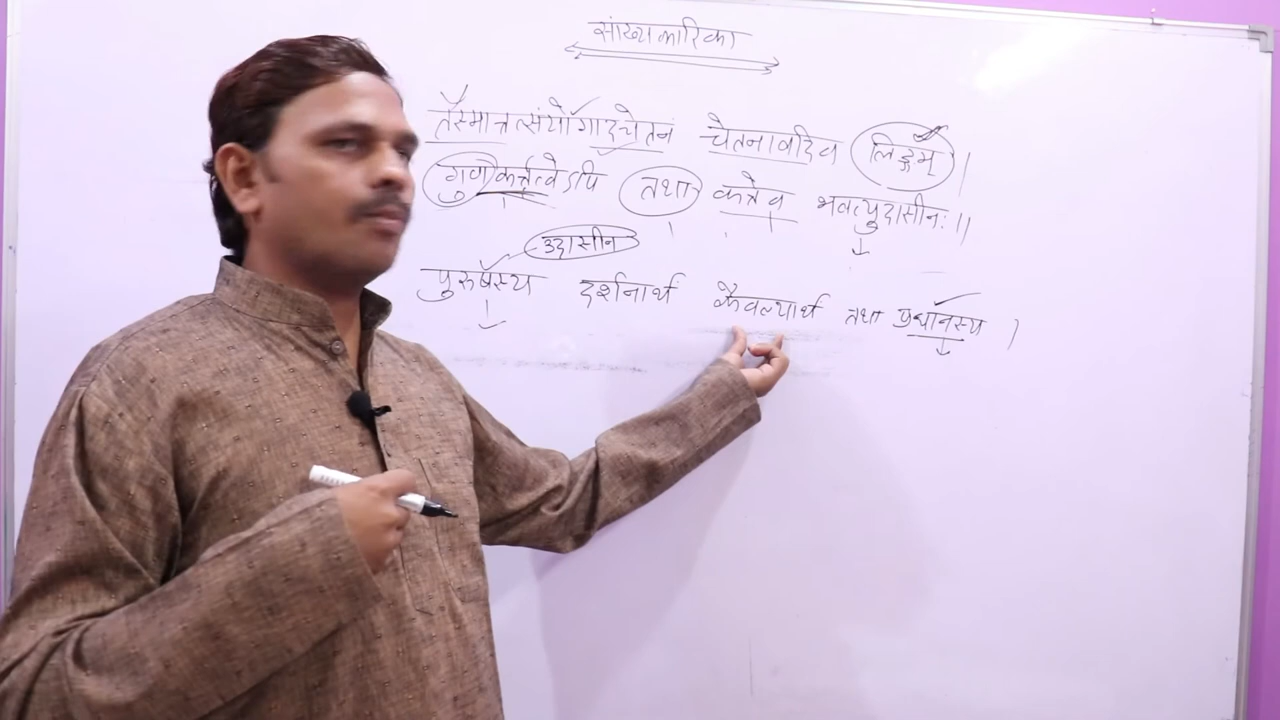 सांख्यकारिका
तस्मात्तत्संयोगादचेतनं चेतनावदिव लिङ्गम् ।
गुणकर्तृत्वेऽपि तथा कर्त्तेव भवत्युदासीनः ॥
उदासीन
पुरुषस्य दर्शनार्थं कैवल्यार्थं तथा प्रधानस्य ।